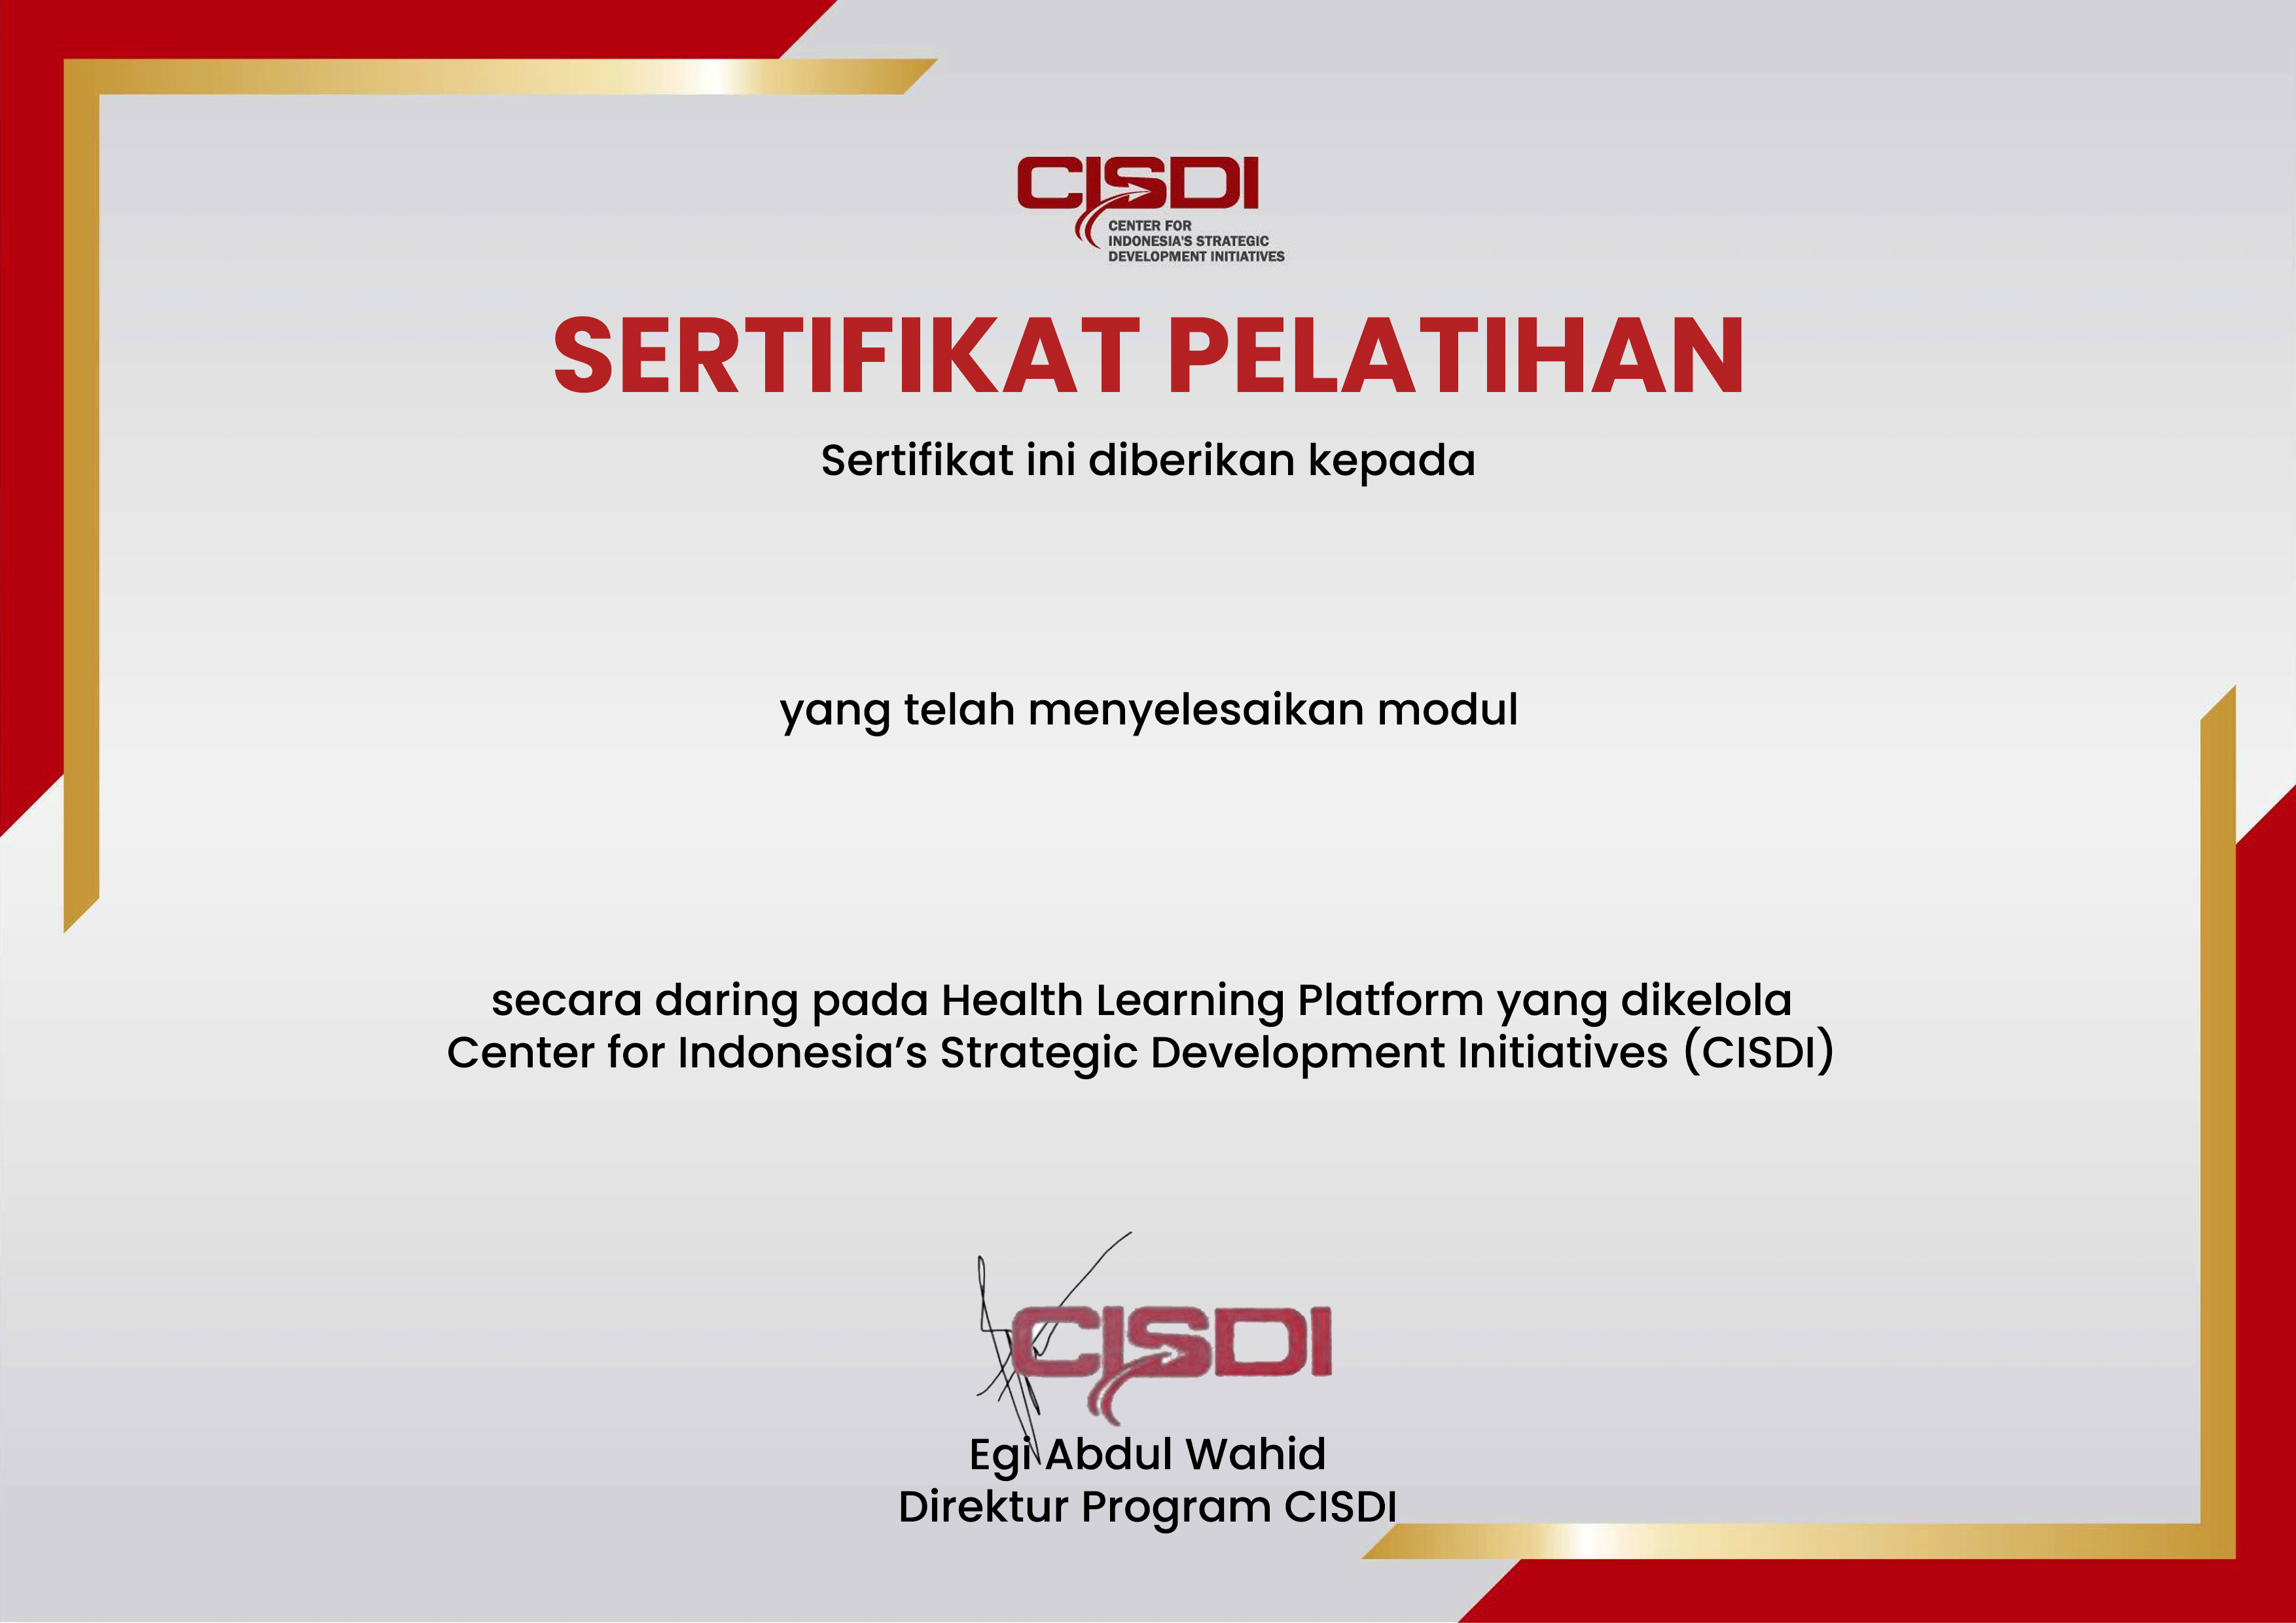 CISDI
CENTER FOR
INDONESIA'S STRATEGIC
DEVELOPMENT INITIATIVES
SERTIFIKAT PELATIHAN
Sertifikat ini diberikan kepada
yang telah menyelesaikan modul
secara daring pada Health Learning Platform yang dikelola
Center for Indonesia’s Strategic Development Initiatives (CISDI)
CISDI
Egi Abdul Wahid
Direktur Program CISDI